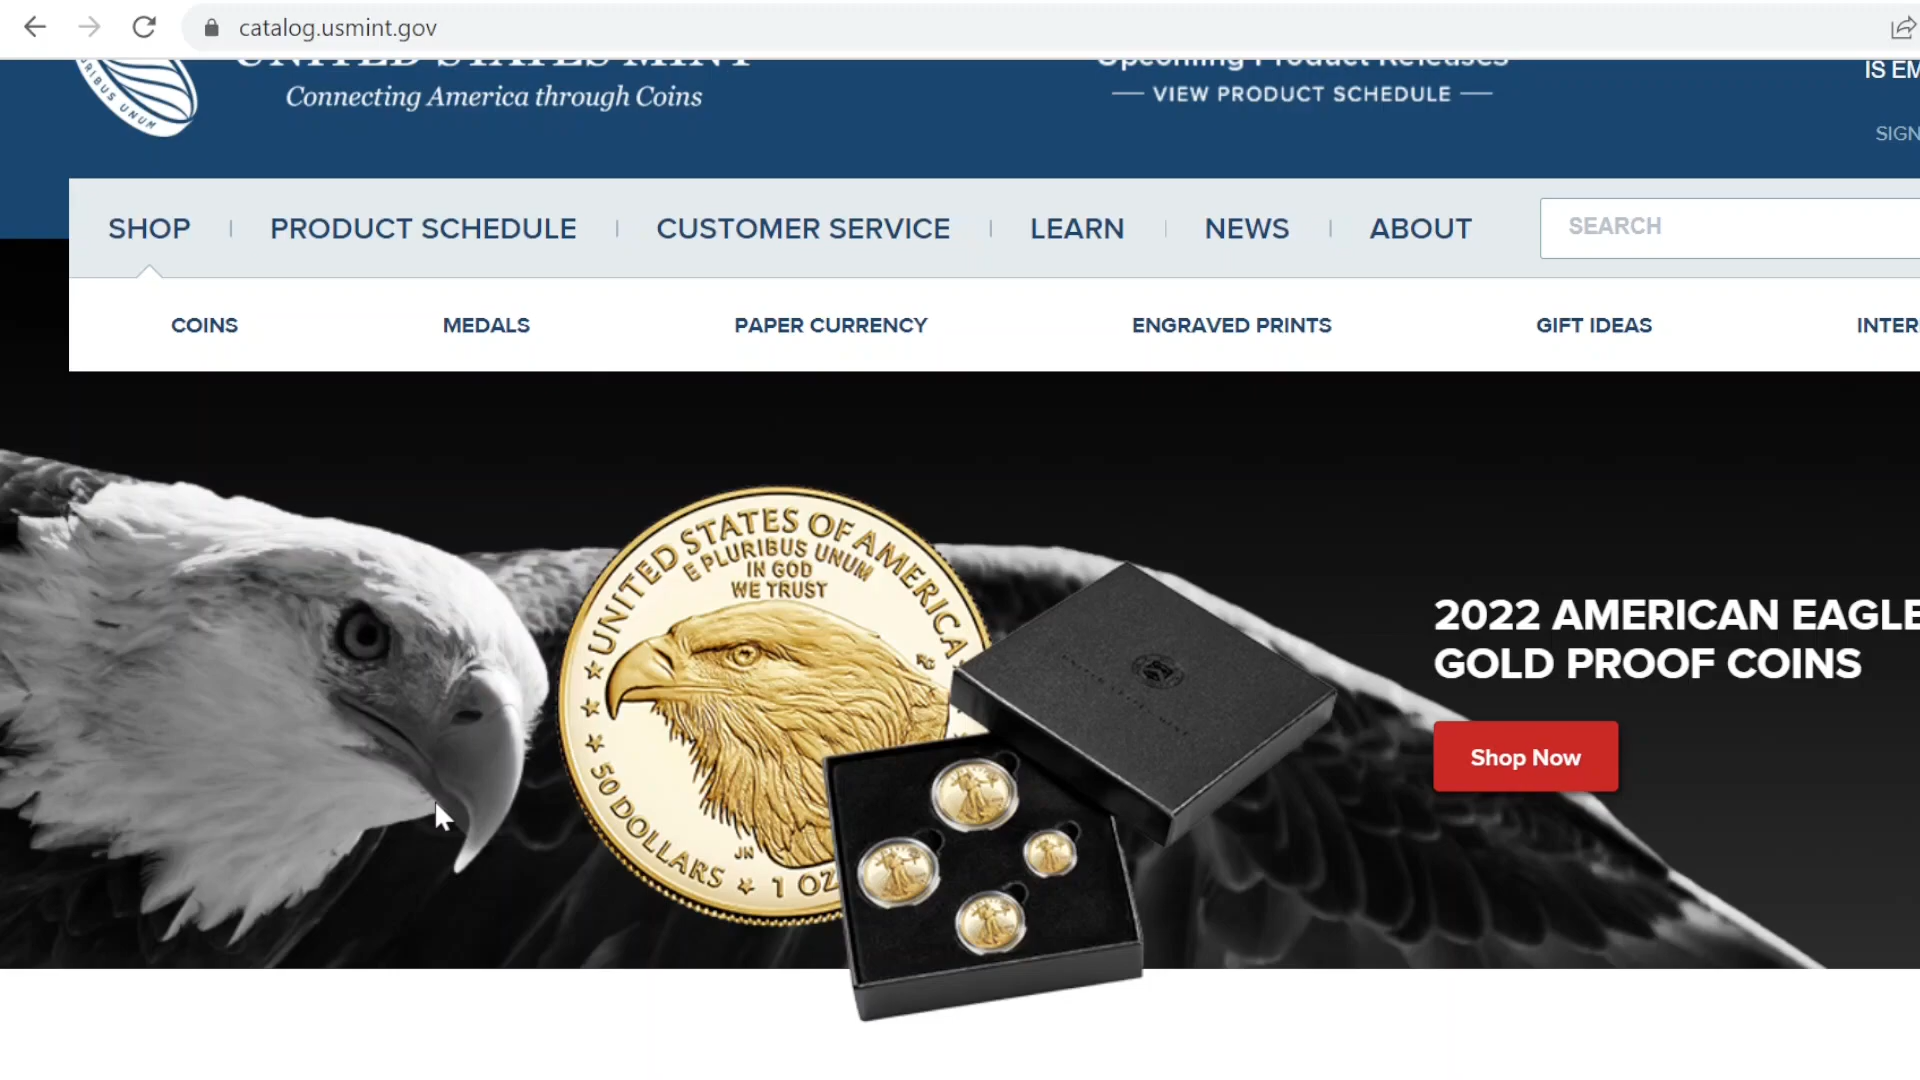 catalog.usmint.gov
UNITED STATES MINT
Connecting America through Coins
Upcoming Product Releases
VIEW PRODUCT SCHEDULE
IS EM
SIGN
RIBUS UNUM
SHOP
PRODUCT SCHEDULE
CUSTOMER SERVICE
LEARN
NEWS
ABOUT
SEARCH
COINS
MEDALS
PAPER CURRENCY
ENGRAVED PRINTS
GIFT IDEAS
INTER
UNITED STATES OF AMERICA
E PLURIBUS UNUM
IN GOD
WE TRUST
50 DOLLARS
1 OZ
JN
2022 AMERICAN EAGLE
GOLD PROOF COINS
Shop Now